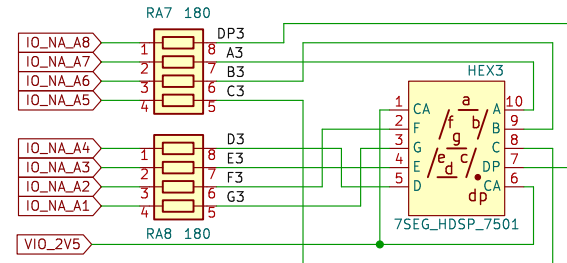 RA7 180
DP3
IO_NA_A8 1 8
A3
IO_NA_A7 2 7
HEX3
B3
IO_NA_A6 3 6
C3
IO_NA_A5 4 5
1 CA a A 10
2 F f b B 9
D3
g
IO_NA_A4 1 8 3 G C 8
E3
e c
IO_NA_A3 2 7 4 E d DP 7
F3
IO_NA_A2 3 6 5 D CA 6
G3
dp
IO_NA_A1 4 5
7SEG_HDSP_7501
RA8 180
VIO_2V5